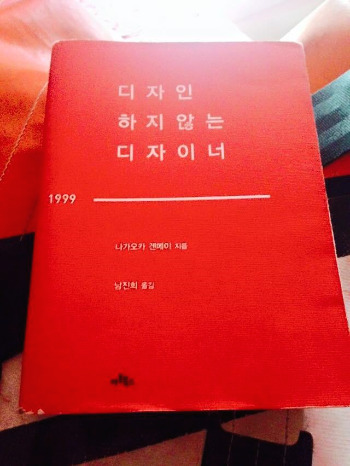 디자인
하지않는
디자이너
1999
나가오카 겐메이 지음
남진희 옮김